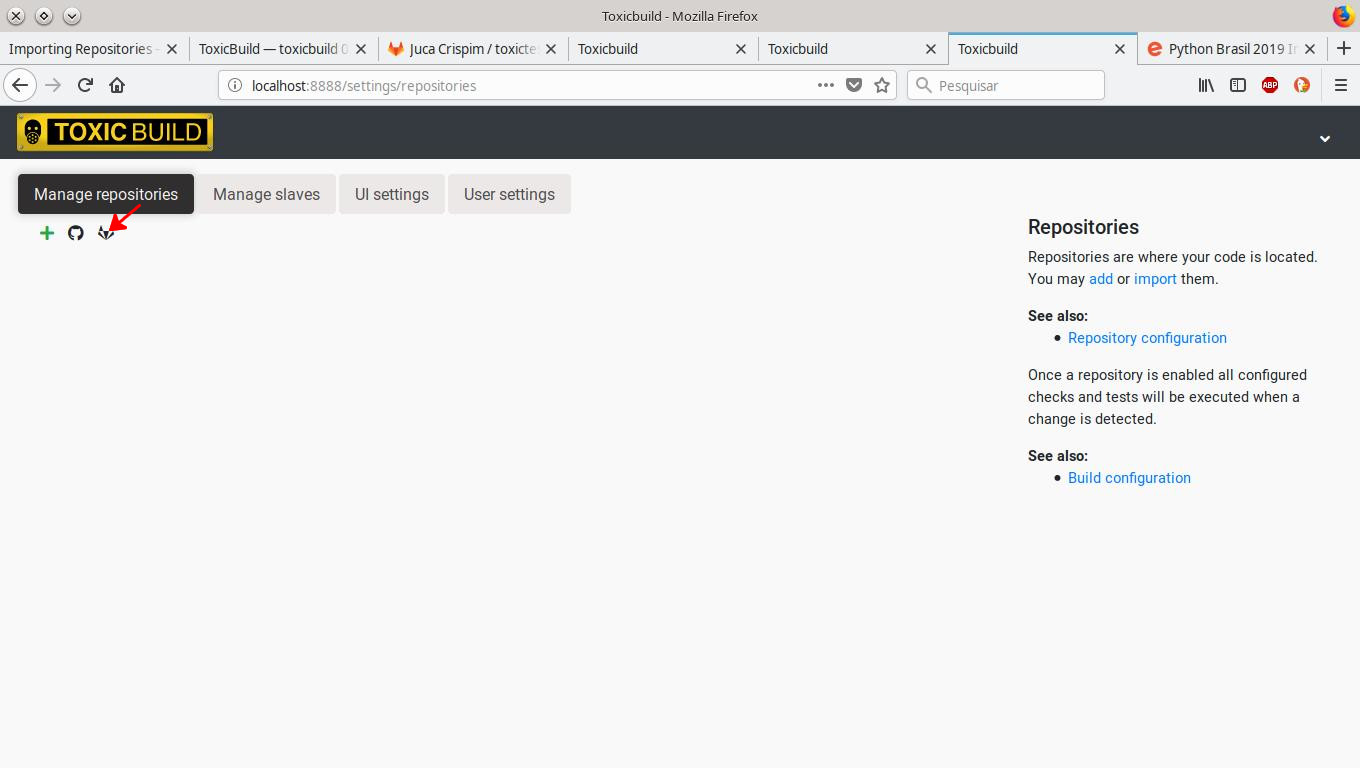 Toxicbuild - Mozilla Firefox
Importing Repositories -
ToxicBuild — toxicbuild 0
Juca Crispim / toxicte
Toxicbuild
Toxicbuild
Toxicbuild
Python Brasil 2019 I
localhost:8888/settings/repositories
Pesquisar
ABP
TOXICBUILD
Manage repositories
Manage slaves
UI settings
User settings
Repositories
Repositories are where your code is located.
You may add or import them.
See also:
• Repository configuration
Once a repository is enabled all configured
checks and tests will be executed when a
change is detected.
See also:
• Build configuration